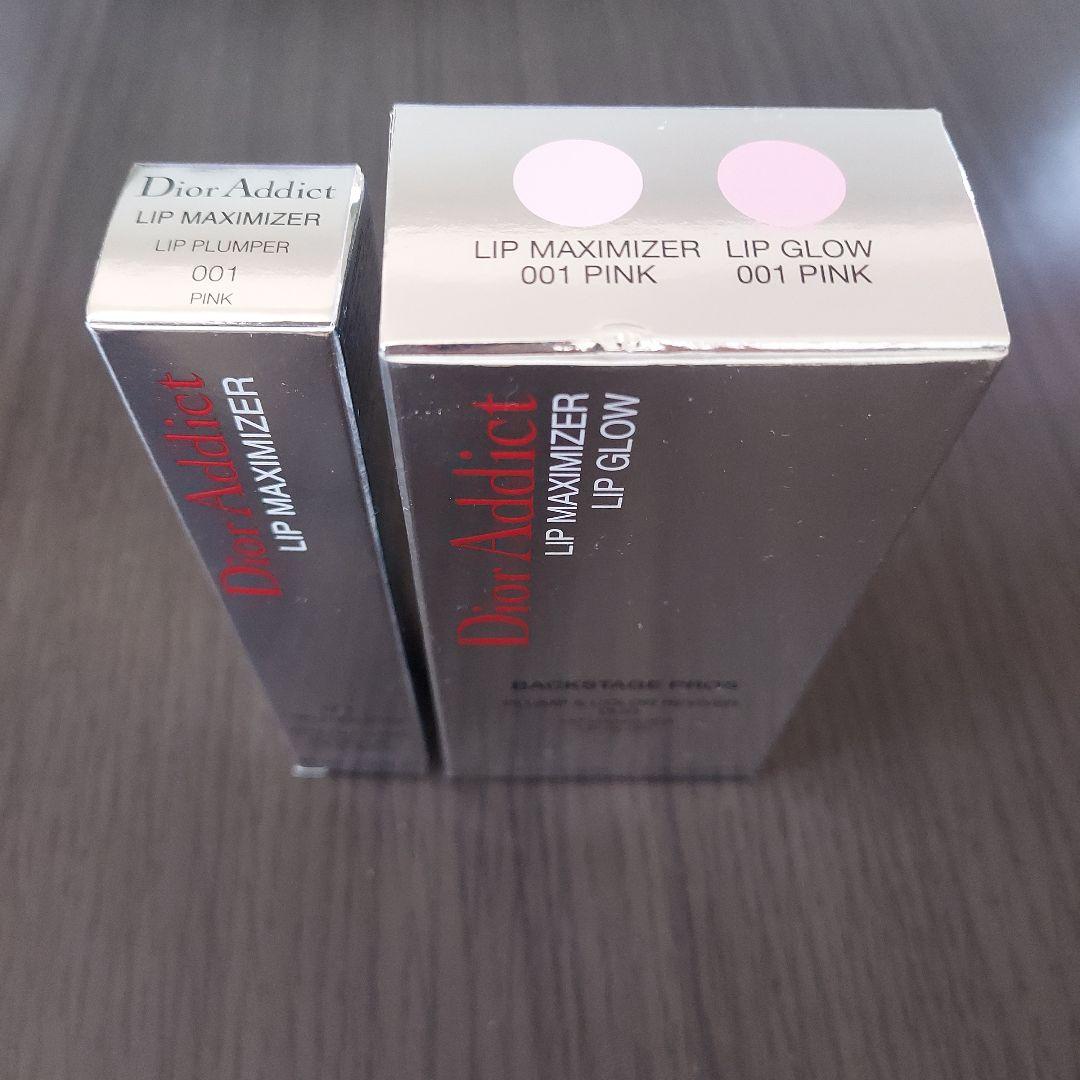 Dior Addict
LIP MAXIMIZER
LIP PLUMPER
001
PINK
Dior Addict
LIP MAXIMIZER
LIP MAXIMIZER
001 PINK
LIP GLOW
001 PINK
Dior Addict
LIP MAXIMIZER
LIP GLOW
BACKSTAGE PROS